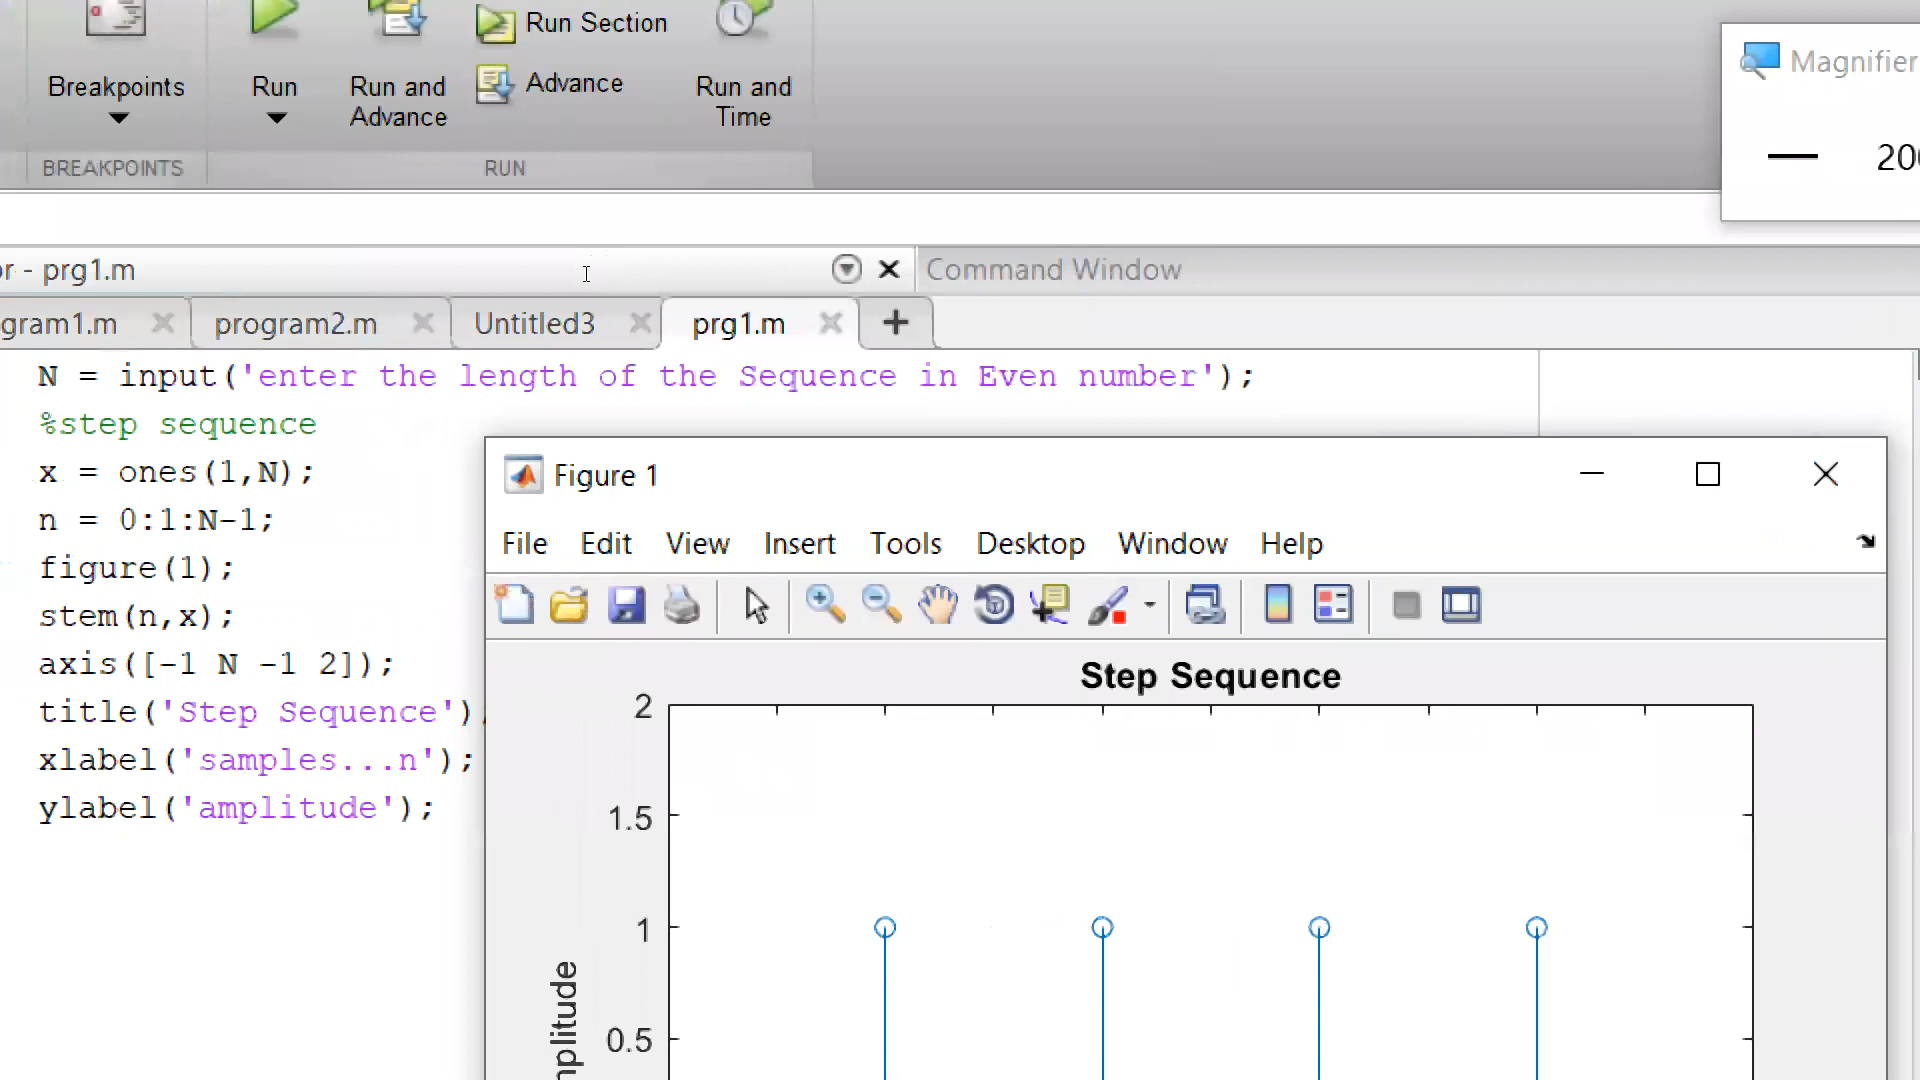 Breakpoints
Run
Run and
Advance
Run Section
Advance
Run and
Time
BREAKPOINTS
RUN
Magnifier
- prg1.m
Command Window
program2.m
Untitled3
prg1.m
N = input('enter the length of the Sequence in Even number');
%step sequence
x = ones(1,N);
n = 0:1:N-1;
figure(1);
stem(n,x);
axis([-1 N -1 2]);
title('Step Sequence')
xlabel('samples...n');
ylabel('amplitude');
Figure 1
File Edit View Insert Tools Desktop Window Help
Step Sequence
2
1.5
1
0.5